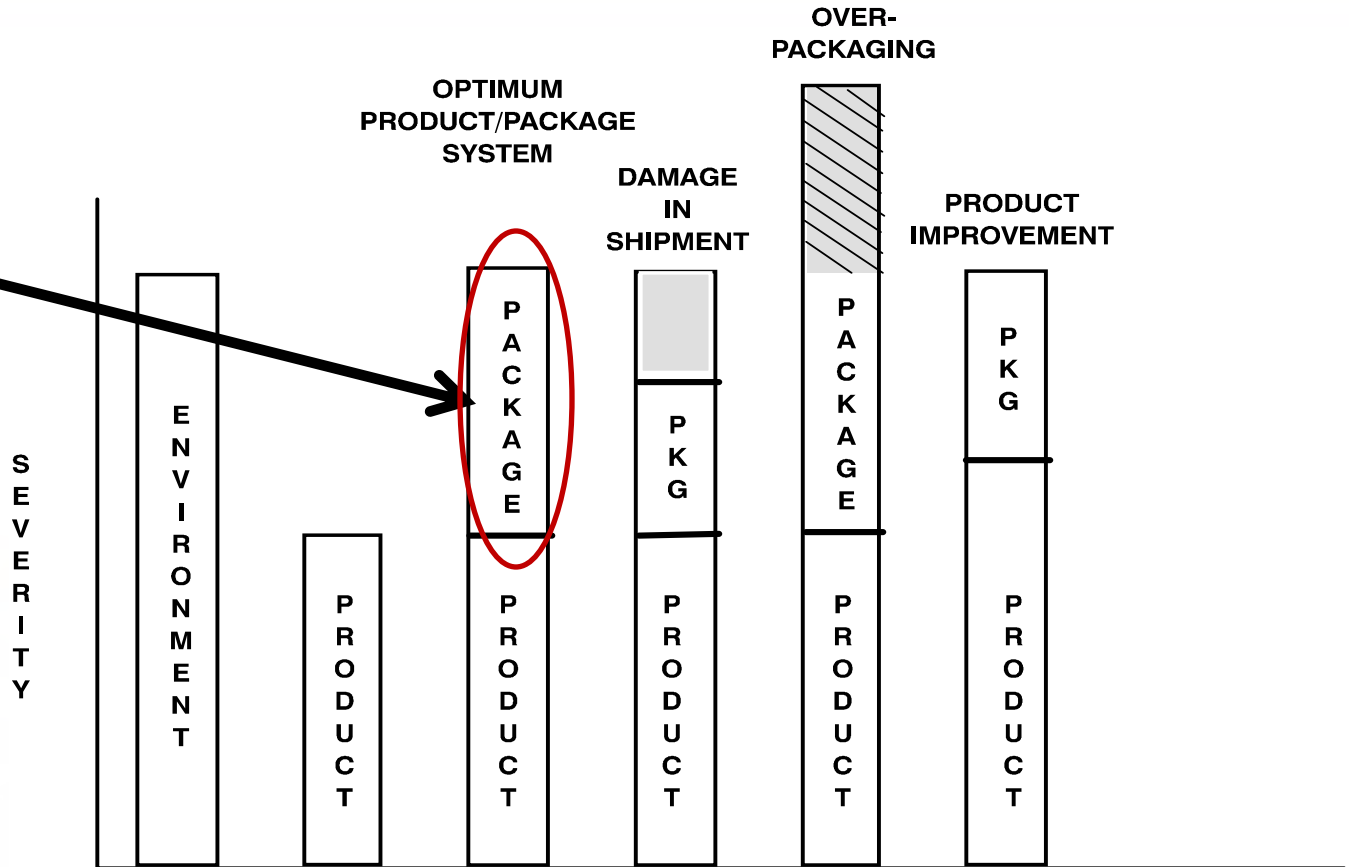 OVER-
PACKAGING
OPTIMUM
PRODUCT/PACKAGE
SYSTEM
DAMAGE
IN
SHIPMENT
PRODUCT
IMPROVEMENT
SEVERITY
ENVIRONMENT
PRODUCT
PACKAGE
PRODUCT
PKG
PRODUCT
PACKAGE
PRODUCT
PKG
PRODUCT